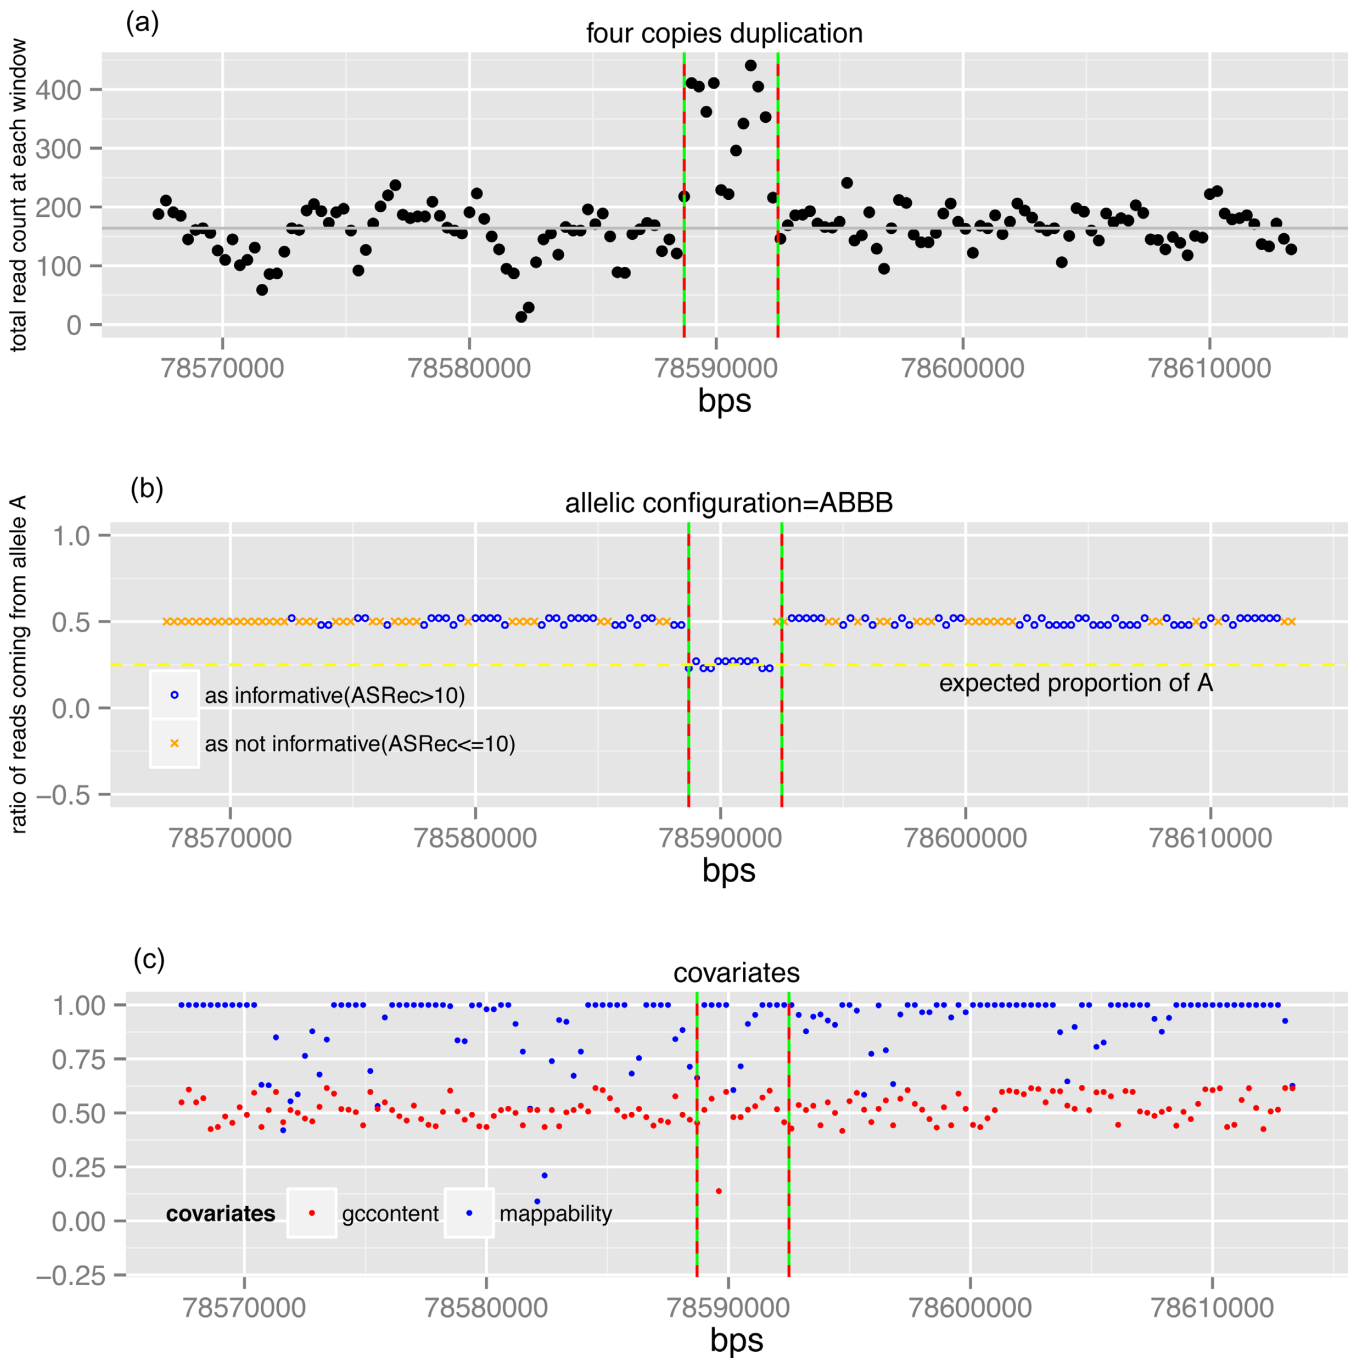 (a)
four copies duplication
total read count at each window
400
300
200
100
0
78570000 78580000 78590000 78600000 78610000
bps
(b)
allelic configuration=ABBB
ratio of reads coming from allele A
1.0
0.5
0.0
−0.5
expected proportion of A
as informative(ASRec>10)
as not informative(ASRec<=10)
78570000 78580000 78590000 78600000 78610000
bps
(c)
covariates
1.00
0.75
0.50
0.25
0.00
−0.25
covariates gccontent mappability
78570000 78580000 78590000 78600000 78610000
bps